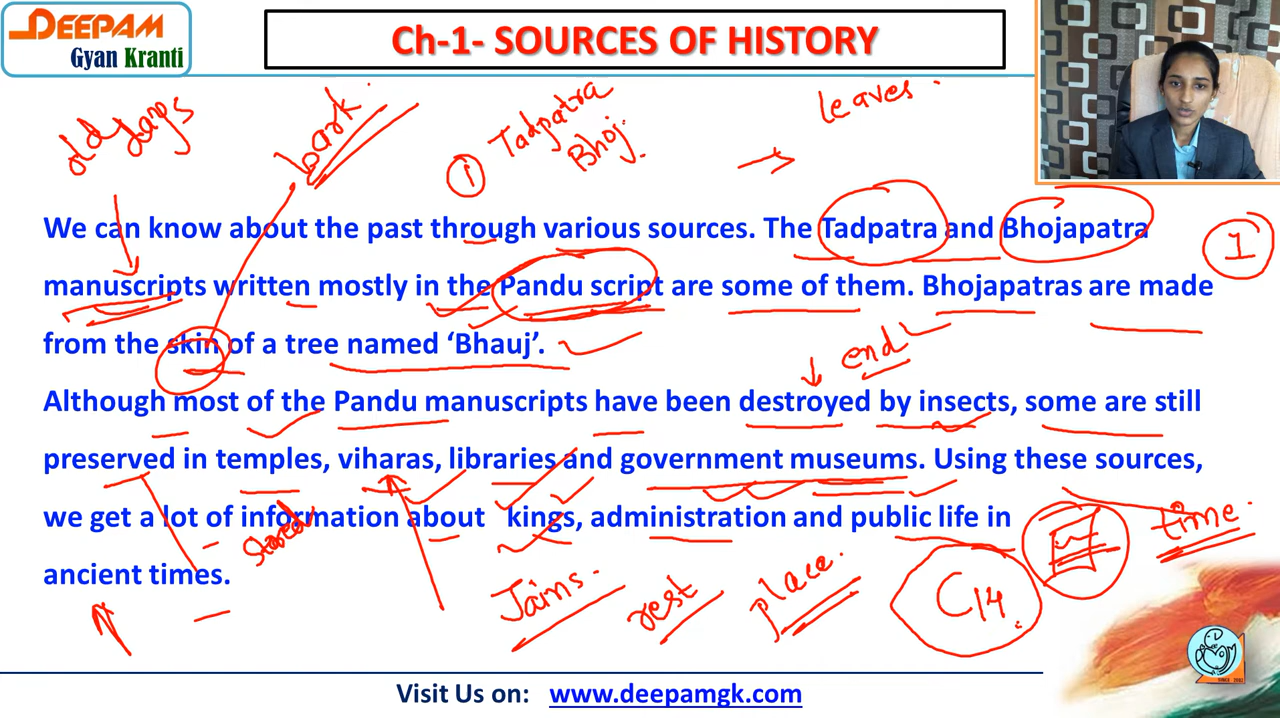 DEEPAM
Gyan Kranti
Ch-1- SOURCES OF HISTORY
old days
bark.
1 Tadpatra
Bhoj.
leaves.
We can know about the past through various sources. The Tadpatra and Bhojapatra
1
manuscripts written mostly in the Pandu script are some of them. Bhojapatras are made
from the skin of a tree named ‘Bhauj’.
end
Although most of the Pandu manuscripts have been destroyed by insects, some are still
preserved in temples, viharas, libraries and government museums. Using these sources,
we get a lot of information about kings, administration and public life in
stored
time.
ancient times.
Jains.
rest
place.
C14
Visit Us on: www.deepamgk.com